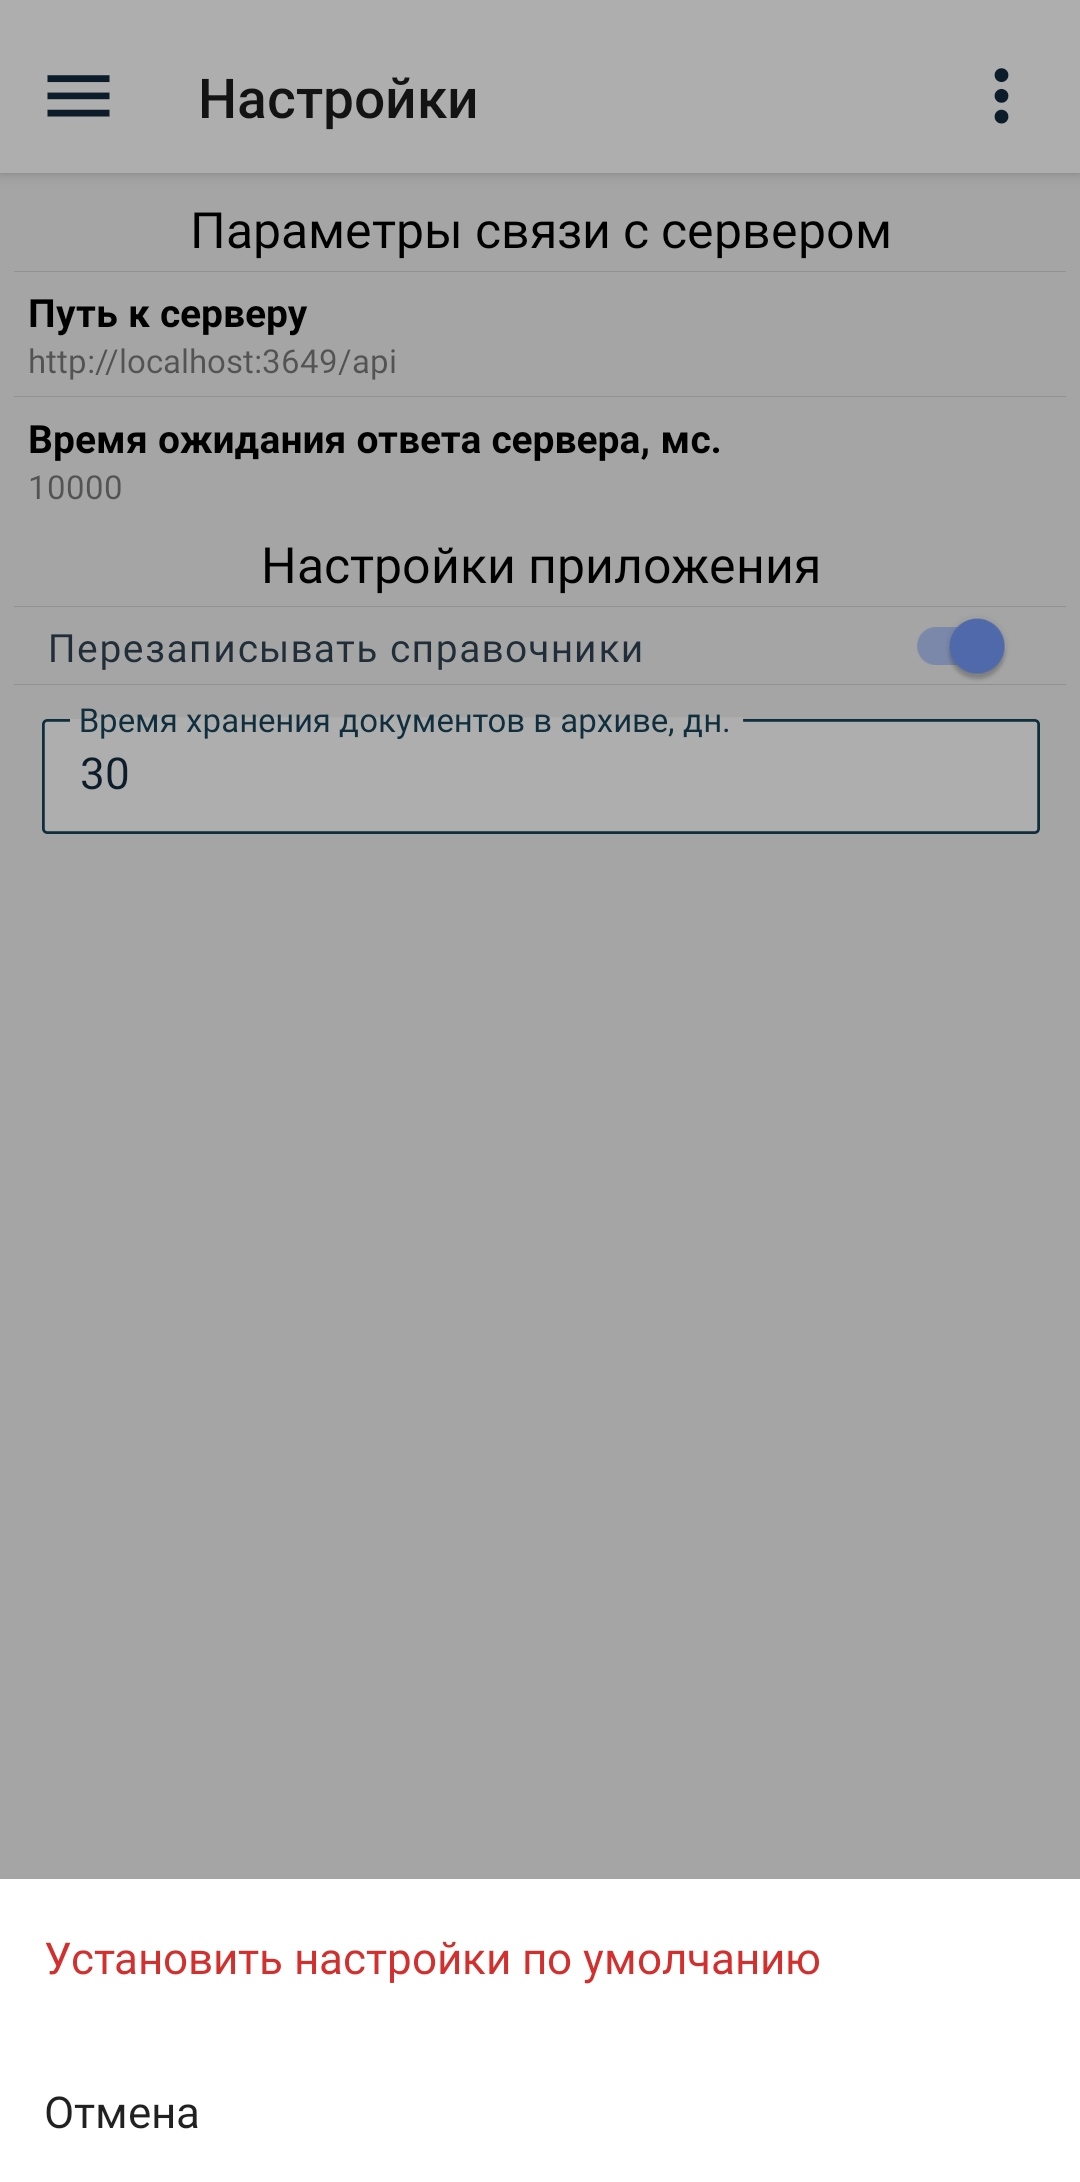 Настройки
Параметры связи с сервером
Путь к серверу
http://localhost:3649/api
Время ожидания ответа сервера, мс.
10000
Настройки приложения
Перезаписывать справочники
Время хранения документов в архиве, дн.
30
Установить настройки по умолчанию
Отмена